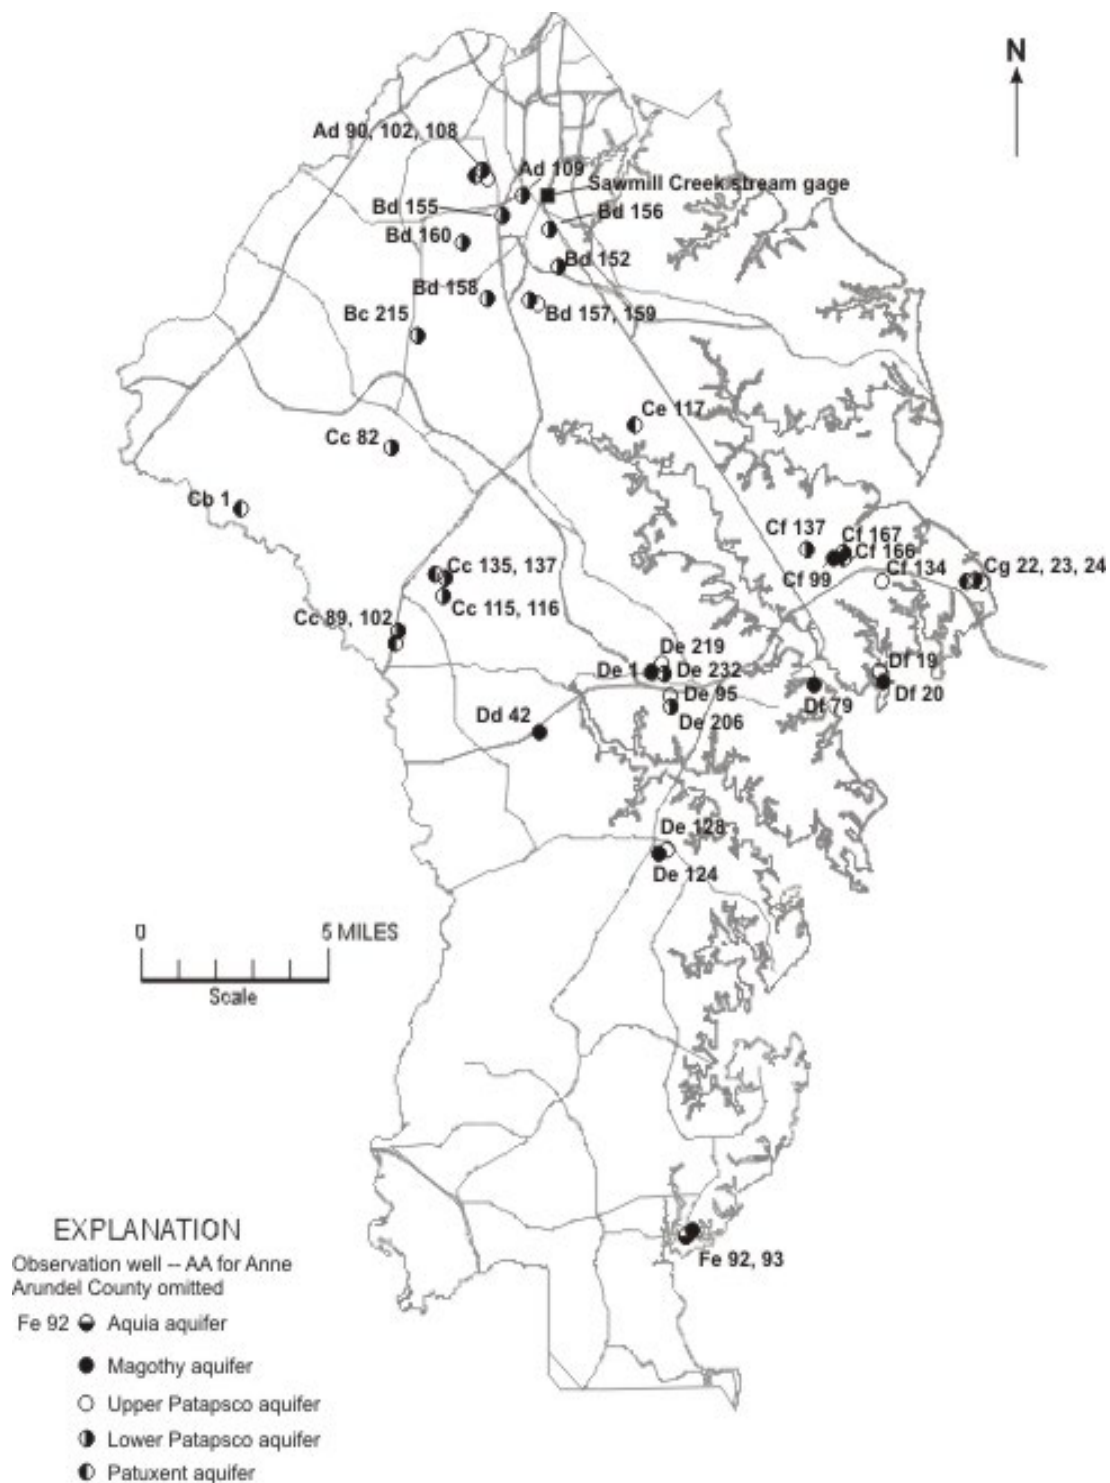 N
Ad 90, 102, 108
Ad 109
Sawmill Creek stream gage
Bd 155
Bd 156
Bd 160
Bd 152
Bd 158
Bd 157, 159
Bc 215
Ce 117
Cc 82
Cb 1
Cf 137
Cf 167
Cf 166
Cf 99
Cf 134
Cg 22, 23, 24
Cc 135, 137
Cc 115, 116
Cc 89, 102
De 219
De 1
De 232
De 95
De 206
Df 19
Df 79
Df 20
Dd 42
De 128
De 124
0
5 MILES
Scale
Fe 92, 93
EXPLANATION
Observation well -- AA for Anne
Arundel County omitted
Fe 92 Aquia aquifer
Magothy aquifer
Upper Patapsco aquifer
Lower Patapsco aquifer
Patuxent aquifer